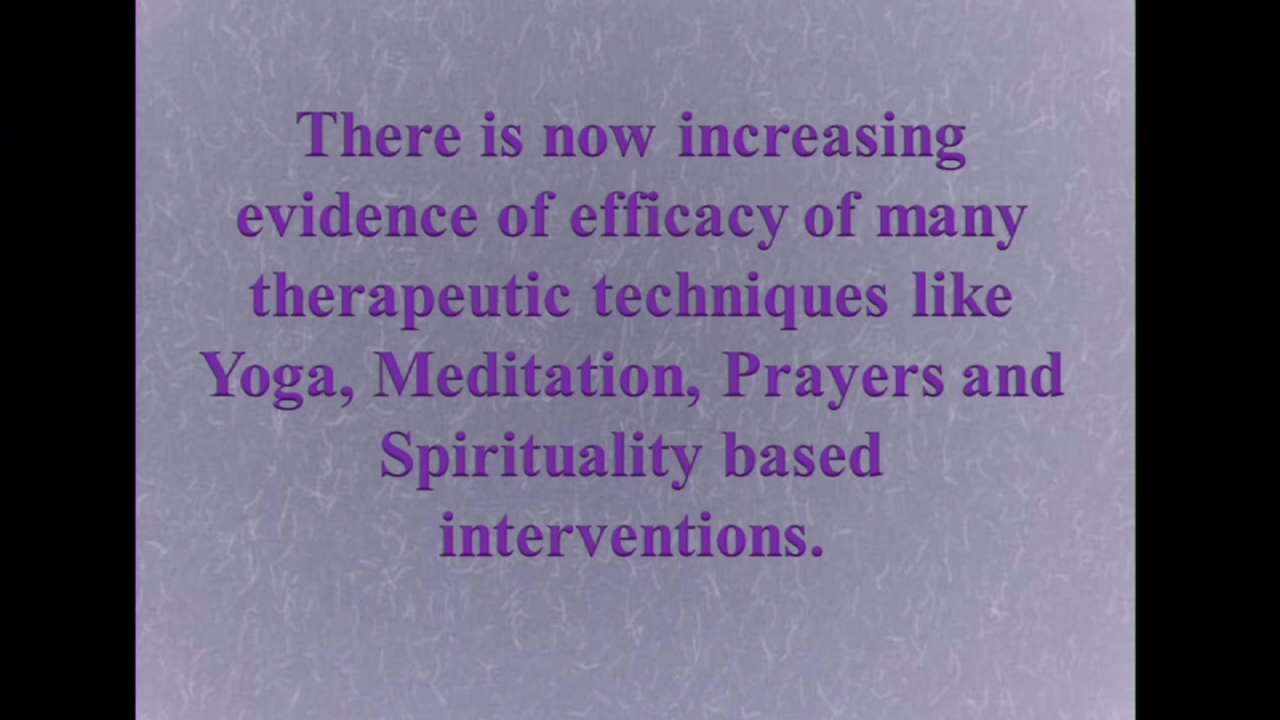 There is now increasing
evidence of efficacy of many
therapeutic techniques like
Yoga, Meditation, Prayers and
Spirituality based
interventions.